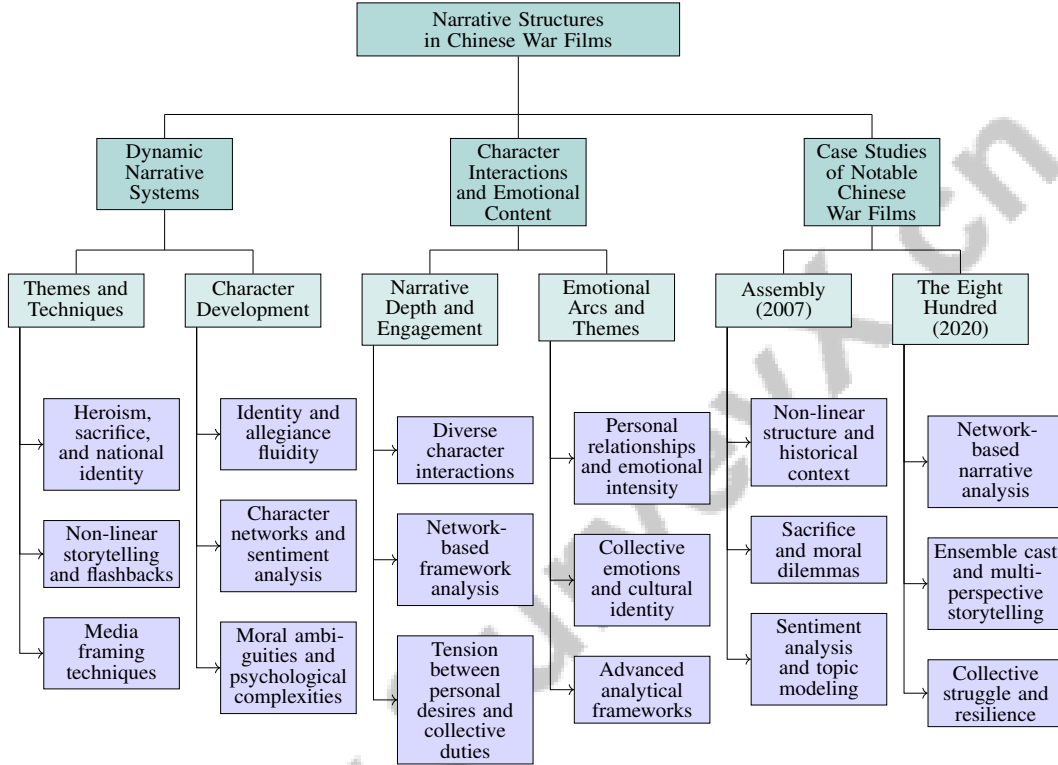 Narrative Structures
in Chinese War Films
Dynamic
Narrative
Systems
Character
Interactions
and Emotional
Content
Case Studies
of Notable
Chinese
War Films
Themes and
Techniques
Character
Development
Narrative
Depth and
Engagement
Emotional
Arcs and
Themes
Assembly
(2007)
The Eight
Hundred
(2020)
Heroism,
sacrifice,
and national
identity
Non-linear
storytelling
and flashbacks
Media
framing
techniques
Identity and
allegiance
fluidity
Character
networks and
sentiment
analysis
Moral ambi-
guities and
psychological
complexities
Diverse
character
interactions
Network-
based
framework
analysis
Tension
between
personal
desires and
collective
duties
Personal
relationships
and emotional
intensity
Collective
emotions
and cultural
identity
Advanced
analytical
frameworks
Non-linear
structure and
historical
context
Sacrifice
and moral
dilemmas
Sentiment
analysis
and topic
modeling
Network-
based
narrative
analysis
Ensemble cast
and multi-
perspective
storytelling
Collective
struggle and
resilience